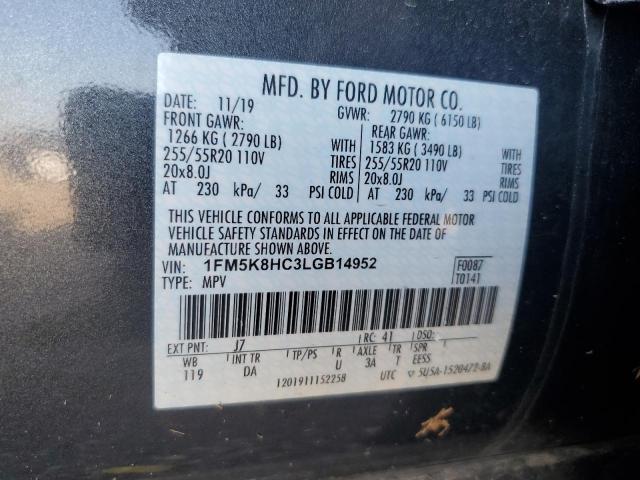 MFD. BY FORD MOTOR CO.
DATE: 11/19 GVWR: 2790 KG ( 6150 LB)
FRONT GAWR: REAR GAWR:
1266 KG ( 2790 LB) 1583 KG ( 3490 LB)
255/55R20 110V TIRES 255/55R20 110V TIRES
20x8.0J RIMS 20x8.0J RIMS
AT 230 kPa/ 33 PSI COLD AT 230 kPa/ 33 PSI COLD
THIS VEHICLE CONFORMS TO ALL APPLICABLE FEDERAL MOTOR
VEHICLE SAFETY STANDARDS IN EFFECT ON THE DATE OF
MANUFACTURE SHOWN ABOVE.
VIN: 1FM5K8HC3LGB14952 F0087
TYPE: MPV T0141
EXT PNT: J7 RC: 41 DSO:
WB INT TR TP/PS R AXLE TR SPR
119 DA U 3A T EESS
1201911152258 UTC 5USA-1520472-BA